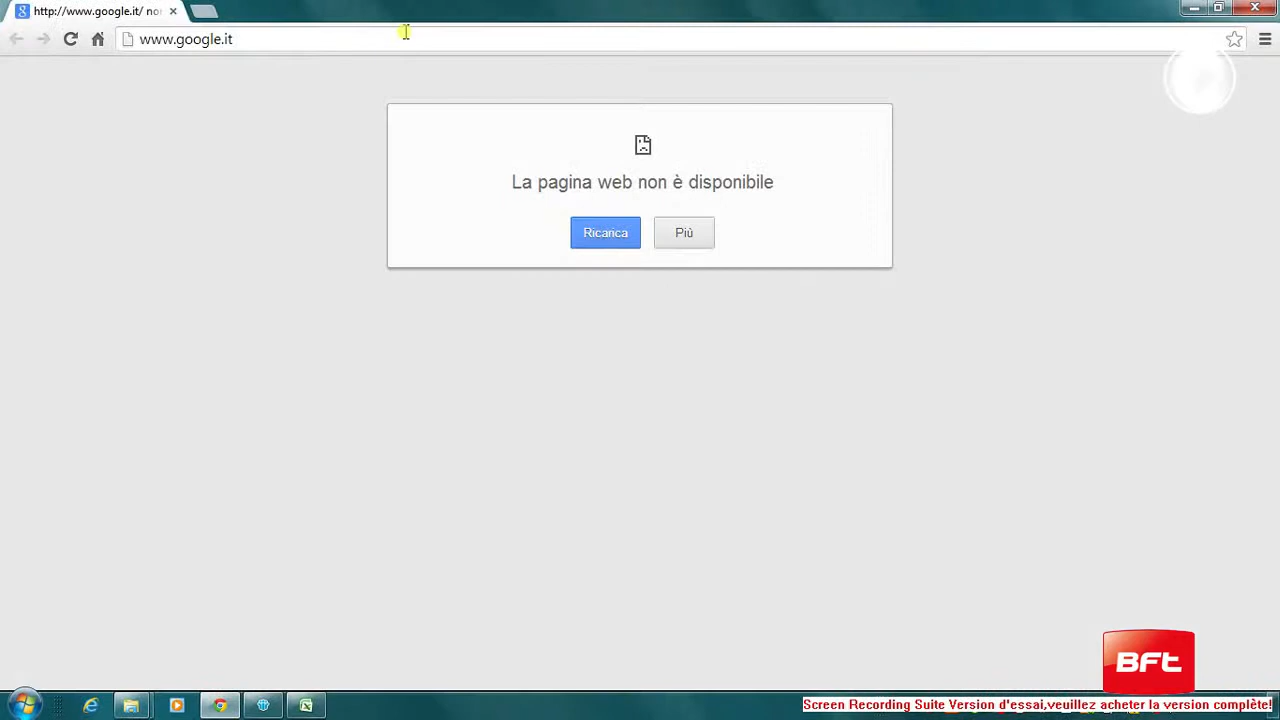 http://www.google.it/ no
www.google.it
La pagina web non è disponibile
Ricarica
Più
BFt
Screen Recording Suite Version d'essai,veuillez acheter la version complète!